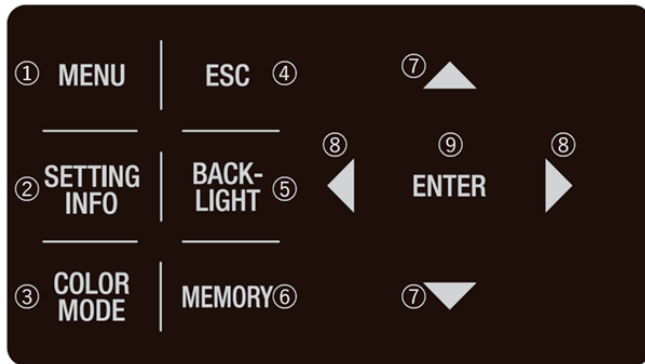 ① MENU
ESC ④
⑦
② SETTING
INFO
BACK-
LIGHT ⑤
⑧
⑨
ENTER
⑧
③ COLOR
MODE
MEMORY⑥
⑦